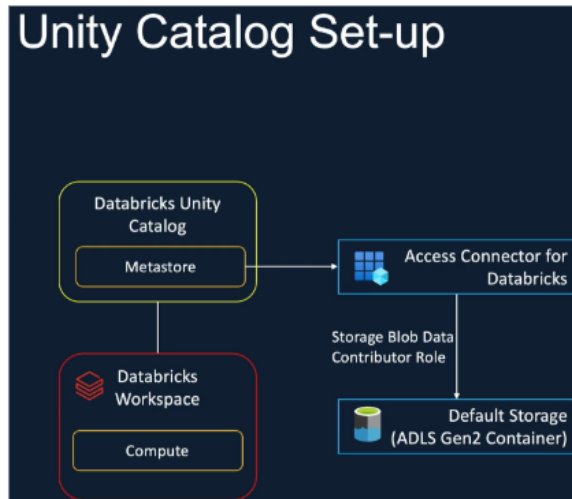 Unity Catalog Set-up
Databricks Unity
Catalog
Metastore
Access Connector for
Databricks
Storage Blob Data
Contributor Role
Databricks
Workspace
Compute
Default Storage
(ADLS Gen2 Container)